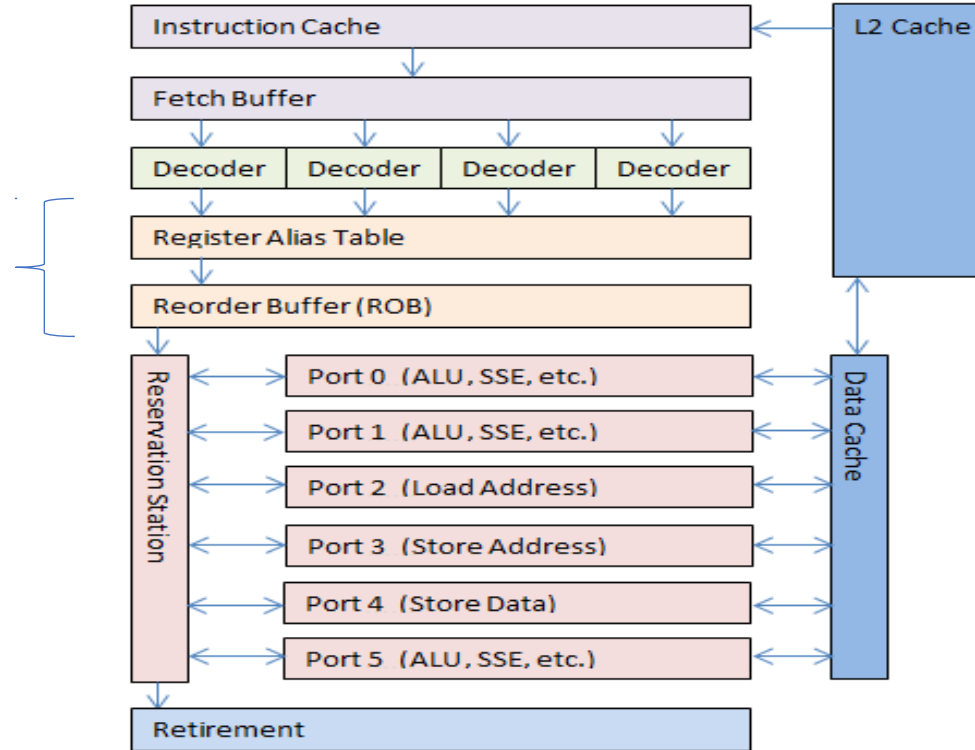 Instruction Cache
L2 Cache
Fetch Buffer
Decoder
Decoder
Decoder
Decoder
Register Alias Table
Reorder Buffer (ROB)
Reservation Station
Port 0 (ALU, SSE, etc.)
Port 1 (ALU, SSE, etc.)
Port 2 (Load Address)
Port 3 (Store Address)
Port 4 (Store Data)
Port 5 (ALU, SSE, etc.)
Data Cache
Retirement